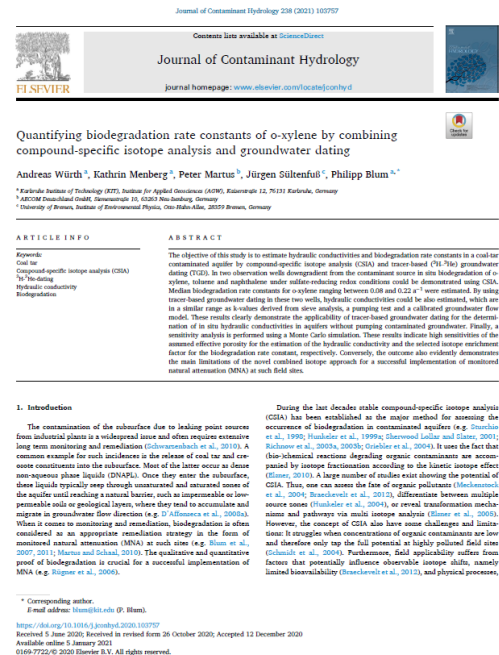 Journal of Contaminant Hydrology 238 (2021) 103757
Contents lists available at ScienceDirect
Journal of Contaminant Hydrology
journal homepage: www.elsevier.com/locate/jconhyd
ELSEVIER
Check for
updates
Quantifying biodegradation rate constants of o-xylene by combining
compound-specific isotope analysis and groundwater dating
Andreas Würth a, Kathrin Menberg a, Peter Martus b, Jürgen Sültenfuß c, Philipp Blum a,*
a Karlsruhe Institute of Technology (KIT), Institute for Applied Geosciences (AGW), Kaiserstraße 12, 76131 Karlsruhe, Germany
b AECOM Deutschland GmbH, Siemensstraße 10, 63263 Neu-Isenburg, Germany
c University of Bremen, Institute of Environmental Physics, Otto-Hahn-Allee, 28359 Bremen, Germany
ARTICLE INFO
Keywords:
Coal tar
Compound-specific isotope analysis (CSIA)
3H-3He-dating
Hydraulic conductivity
Biodegradation
ABSTRACT
The objective of this study is to estimate hydraulic conductivities and biodegradation rate constants in a coal-tar
contaminated aquifer by compound-specific isotope analysis (CSIA) and tracer-based (3H-3He) groundwater
dating (TGD). In two observation wells downgradient from the contaminant source in situ biodegradation of o-
xylene, toluene and naphthalene under sulfate-reducing redox conditions could be demonstrated using CSIA.
Median biodegradation rate constants for o-xylene ranging between 0.08 and 0.22 a−1 were estimated. By using
tracer-based groundwater dating in these two wells, hydraulic conductivities could be also estimated, which are
in a similar range as k-values derived from sieve analysis, a pumping test and a calibrated groundwater flow
model. These results clearly demonstrate the applicability of tracer-based groundwater dating for the determi-
nation of in situ hydraulic conductivities in aquifers without pumping contaminated groundwater. Finally, a
sensitivity analysis is performed using a Monte Carlo simulation. These results indicate high sensitivities of the
assumed effective porosity for the estimation of the hydraulic conductivity and the selected isotope enrichment
factor for the biodegradation rate constant, respectively. Conversely, the outcome also evidently demonstrates
the main limitations of the novel combined isotope approach for a successful implementation of monitored
natural attenuation (MNA) at such field sites.
1. Introduction
The contamination of the subsurface due to leaking point sources
from industrial plants is a widespread issue and often requires extensive
long term monitoring and remediation (Schwarzenbach et al., 2010). A
common example for such incidences is the release of coal tar and cre-
osote constituents into the subsurface. Most of the latter occur as dense
non-aqueous phase liquids (DNAPL). Once they enter the subsurface,
these liquids typically seep through unsaturated and saturated zones of
the aquifer until reaching a natural barrier, such as impermeable or low-
permeable soils or geological layers, where they tend to accumulate and
migrate in groundwater flow direction (e.g. D'Affonseca et al., 2008a).
When it comes to monitoring and remediation, biodegradation is often
considered as an appropriate remediation strategy in the form of
monitored natural attenuation (MNA) at such sites (e.g. Blum et al.,
2007, 2011; Martus and Schaal, 2010). The qualitative and quantitative
proof of biodegradation is crucial for a successful implementation of
MNA (e.g. Rügner et al., 2006).
During the last decades stable compound-specific isotope analysis
(CSIA) has been established as the major method for assessing the
occurrence of biodegradation in contaminated aquifers (e.g. Sturchio
et al., 1998; Hunkeler et al., 1999a; Sherwood Lollar and Slater, 2001;
Richnow et al., 2003a, 2003b; Griebler et al., 2004). It uses the fact that
(bio-)chemical reactions degrading organic contaminants are accom-
panied by isotope fractionation according to the kinetic isotope effect
(Elsner, 2010). A large number of studies exist showing the potential of
CSIA. Thus, one can assess the fate of organic pollutants (Meckenstock
et al., 2004; Braeckevelt et al., 2012), differentiate between multiple
source zones (Hunkeler et al., 2004), or reveal transformation mecha-
nisms and pathways via multi isotope analysis (Elsner et al., 2005).
However, the concept of CSIA also have some challenges and limita-
tions: It struggles when concentrations of organic contaminants are low
and therefore only tap the full potential at highly polluted field sites
(Schmidt et al., 2004). Furthermore, field applicability suffers from
factors that potentially influence observable isotope shifts, namely
limited bioavailability (Braeckevelt et al., 2012), and physical processes,
* Corresponding author.
E-mail address: blum@kit.edu (P. Blum).
https://doi.org/10.1016/j.jconhyd.2020.103757
Received 5 June 2020; Received in revised form 26 October 2020; Accepted 12 December 2020
Available online 5 January 2021
0169-7722/© 2020 Elsevier B.V. All rights reserved.